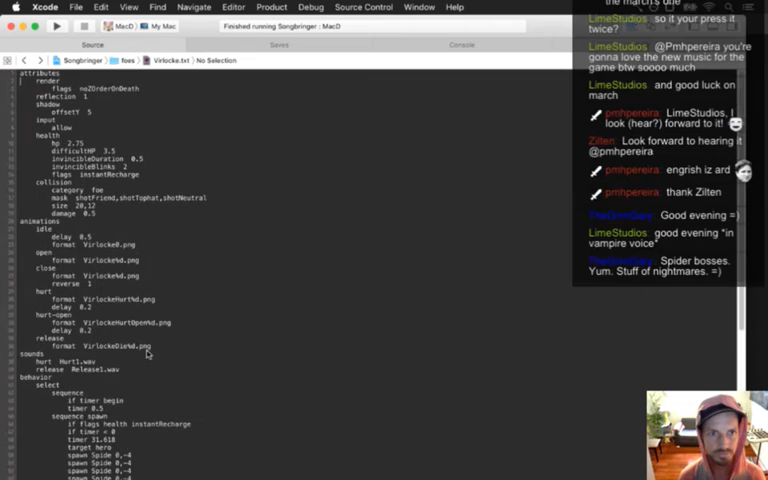 Xcode File Edit View Find Navigate Editor Product Debug Source Control Window Help
MacD My Mac
Finished running Songbringer : MacD
Source Saves Console
Songbringer foes Virlocke.txt No Selection
attributes
render
flags noZOrderOnDeath
reflection 1
shadow
offsetY 5
input
allow
health
hp 2.75
difficultHP 3.5
invincibleDuration 0.5
invincibleBlinks 2
flags instantRecharge
collision
category foe
mask shotFriend,shotTophat,shotNeutral
size 20,12
damage 0.5
animations
idle
delay 0.5
format Virlocke0.png
open
format Virlocke%d.png
close
format Virlocke%d.png
reverse 1
hurt
format VirlockeHurt%d.png
delay 0.2
hurt-open
format VirlockeHurtOpen%d.png
delay 0.2
release
format VirlockeDie%d.png
sounds
hurt Hurt1.wav
release Release1.wav
behavior
select
sequence
if timer begin
timer 0.5
sequence spawn
if flags health instantRecharge
if timer < 0
timer 31.618
target hero
spawn Spide 0,-4
spawn Spide 0,-4
spawn Spide 0,-4
spawn Spide 0,-4
the march's one
LimeStudios: so it your press it
twice?
LimeStudios: @Pmhpereira you're
gonna love the new music for the
game btw soooo much
LimeStudios: and good luck on
march
pmhpereira: LimeStudios, I
look (hear?) forward to it!
Zilten: Look forward to hearing it
@pmhpereira
pmhpereira: engrish iz ard
pmhpereira: thank Zilten
Good evening =)
LimeStudios: good evening *in
vampire voice*
Spider bosses.
Yum. Stuff of nightmares. =)